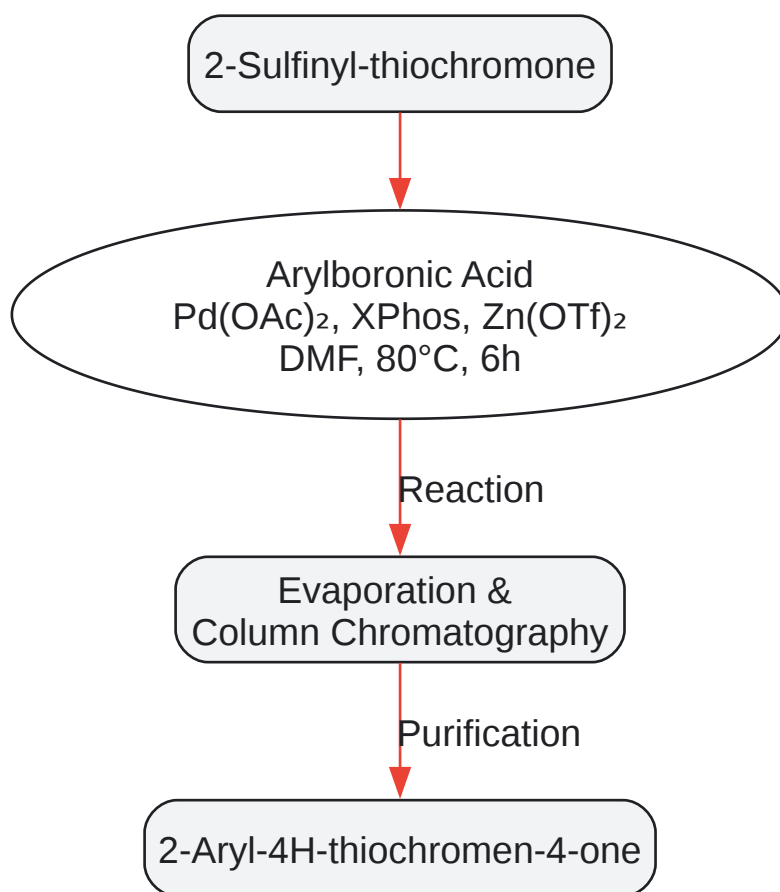 2-Sulfinyl-thiochromone
Arylboronic Acid
Pd(OAc)₂, XPhos, Zn(OTf)₂
DMF, 80°C, 6h
Reaction
Evaporation &
Column Chromatography
Purification
2-Aryl-4H-thiochromen-4-one